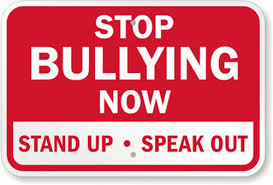 STOP
BULLYING
NOW
STAND UP • SPEAK OUT